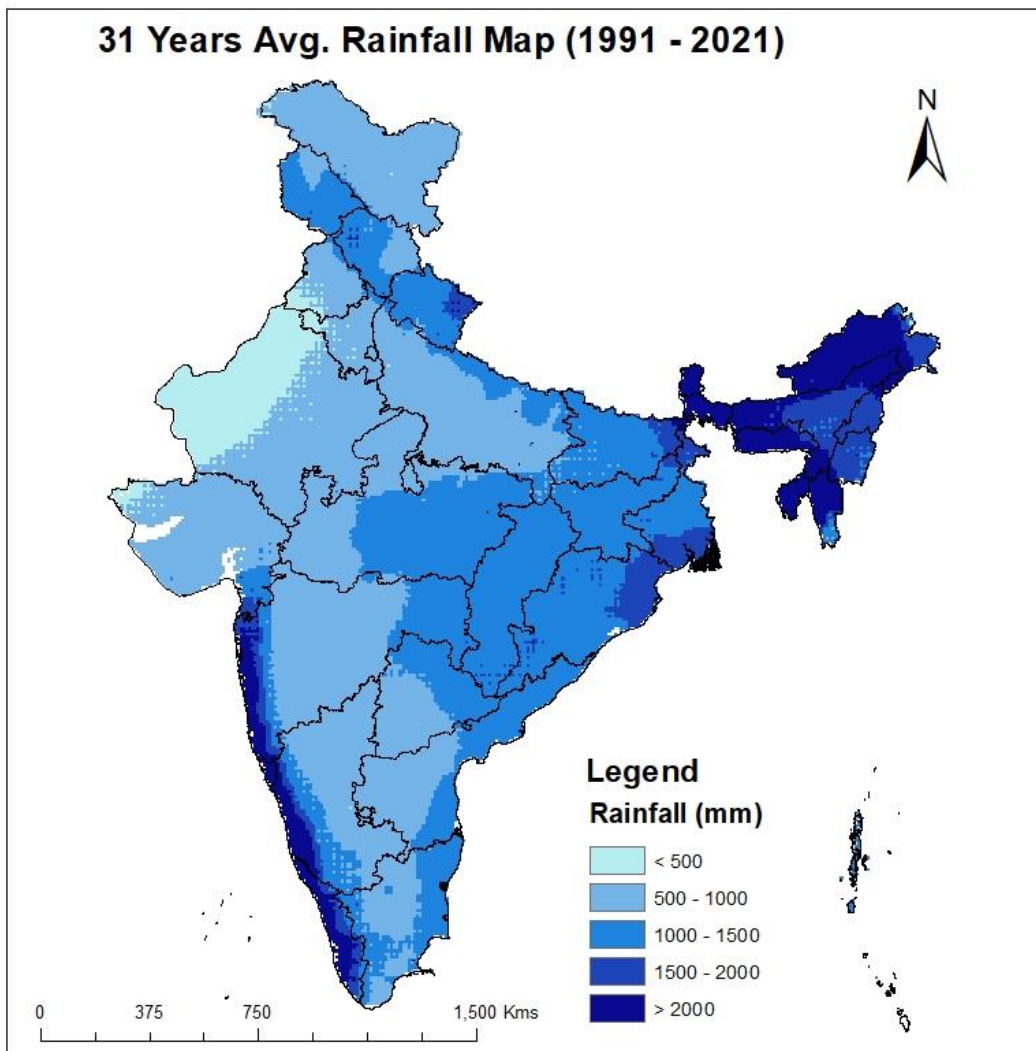 31 Years Avg. Rainfall Map (1991 - 2021)
N
Legend
Rainfall (mm)
< 500
500 - 1000
1000 - 1500
1500 - 2000
> 2000
0 375 750 1,500 Kms